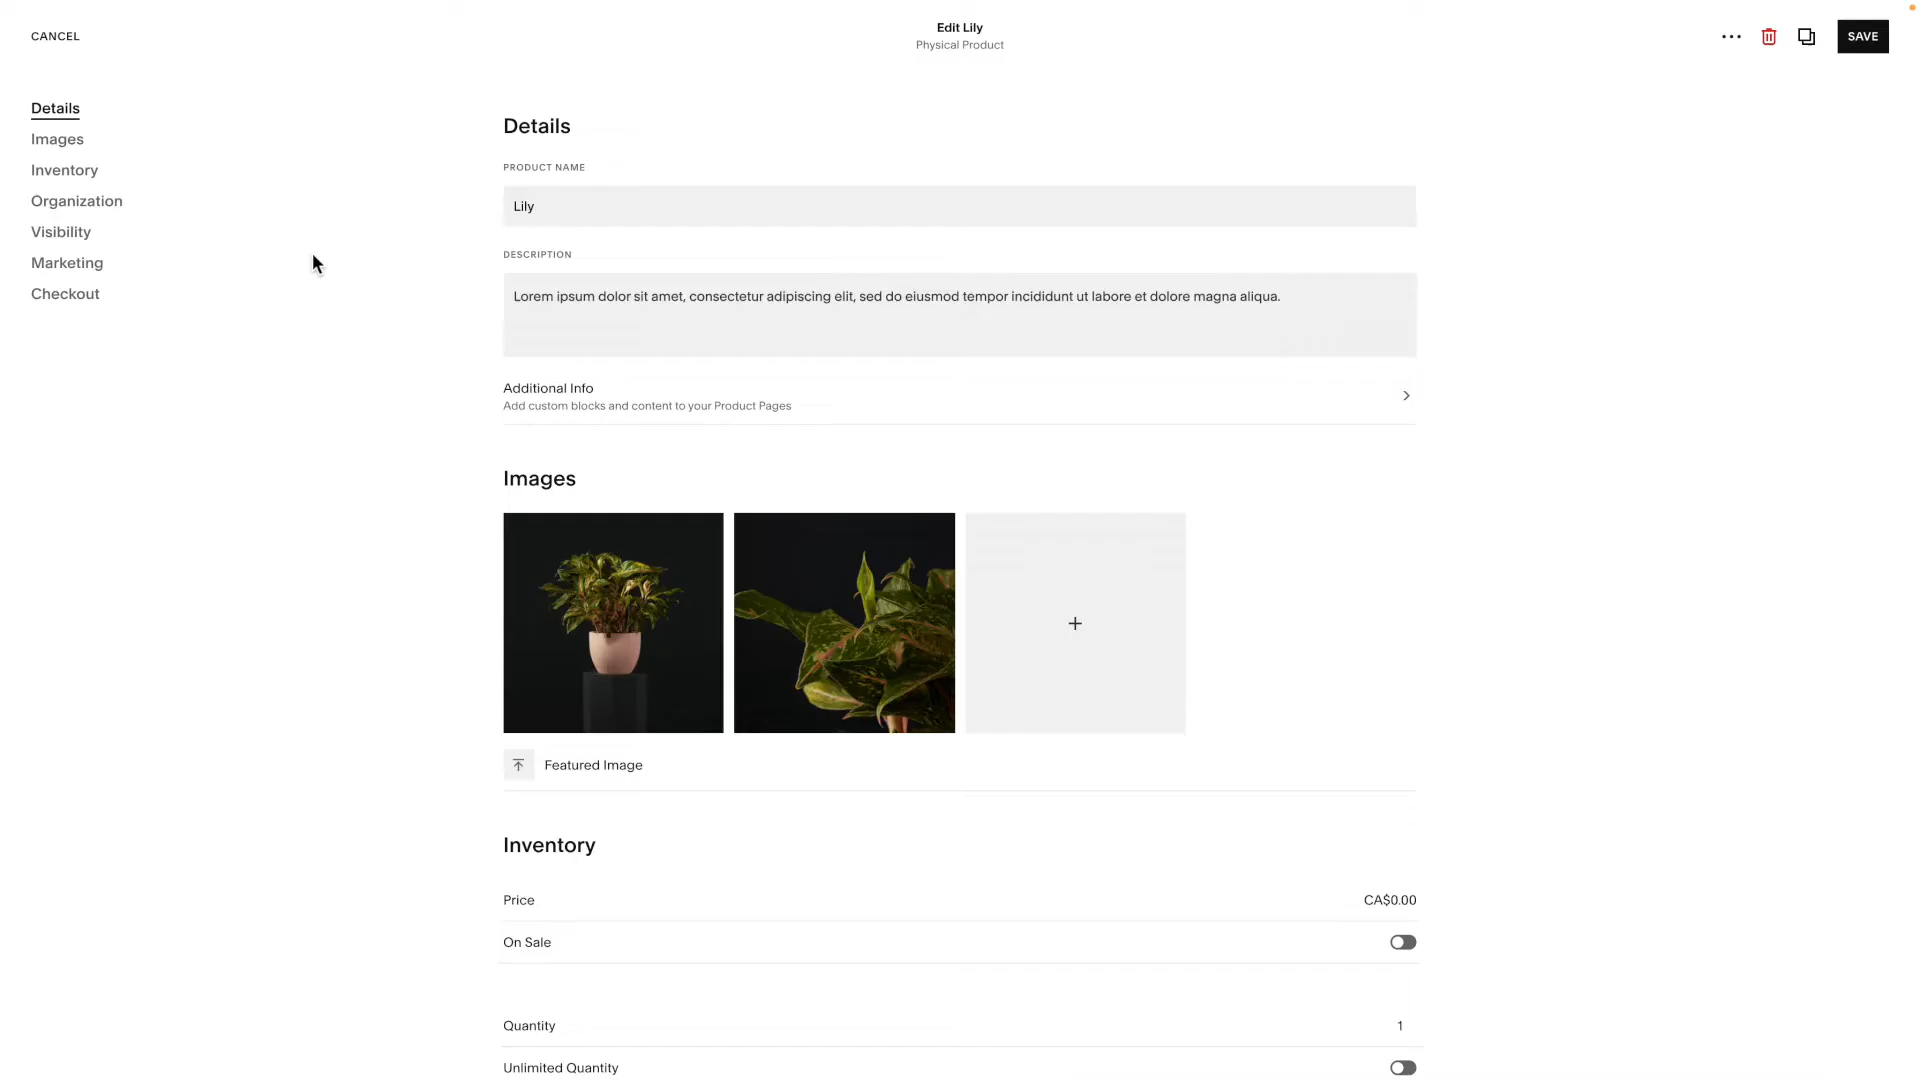 CANCEL
Edit Lily
Physical Product
SAVE
Details
Images
Inventory
Organization
Visibility
Marketing
Checkout
Details
PRODUCT NAME
Lily
DESCRIPTION
Lorem ipsum dolor sit amet, consectetur adipiscing elit, sed do eiusmod tempor incididunt ut labore et dolore magna aliqua.
Additional Info
Add custom blocks and content to your Product Pages
Images
Featured Image
Inventory
Price CA$0.00
On Sale
Quantity 1
Unlimited Quantity